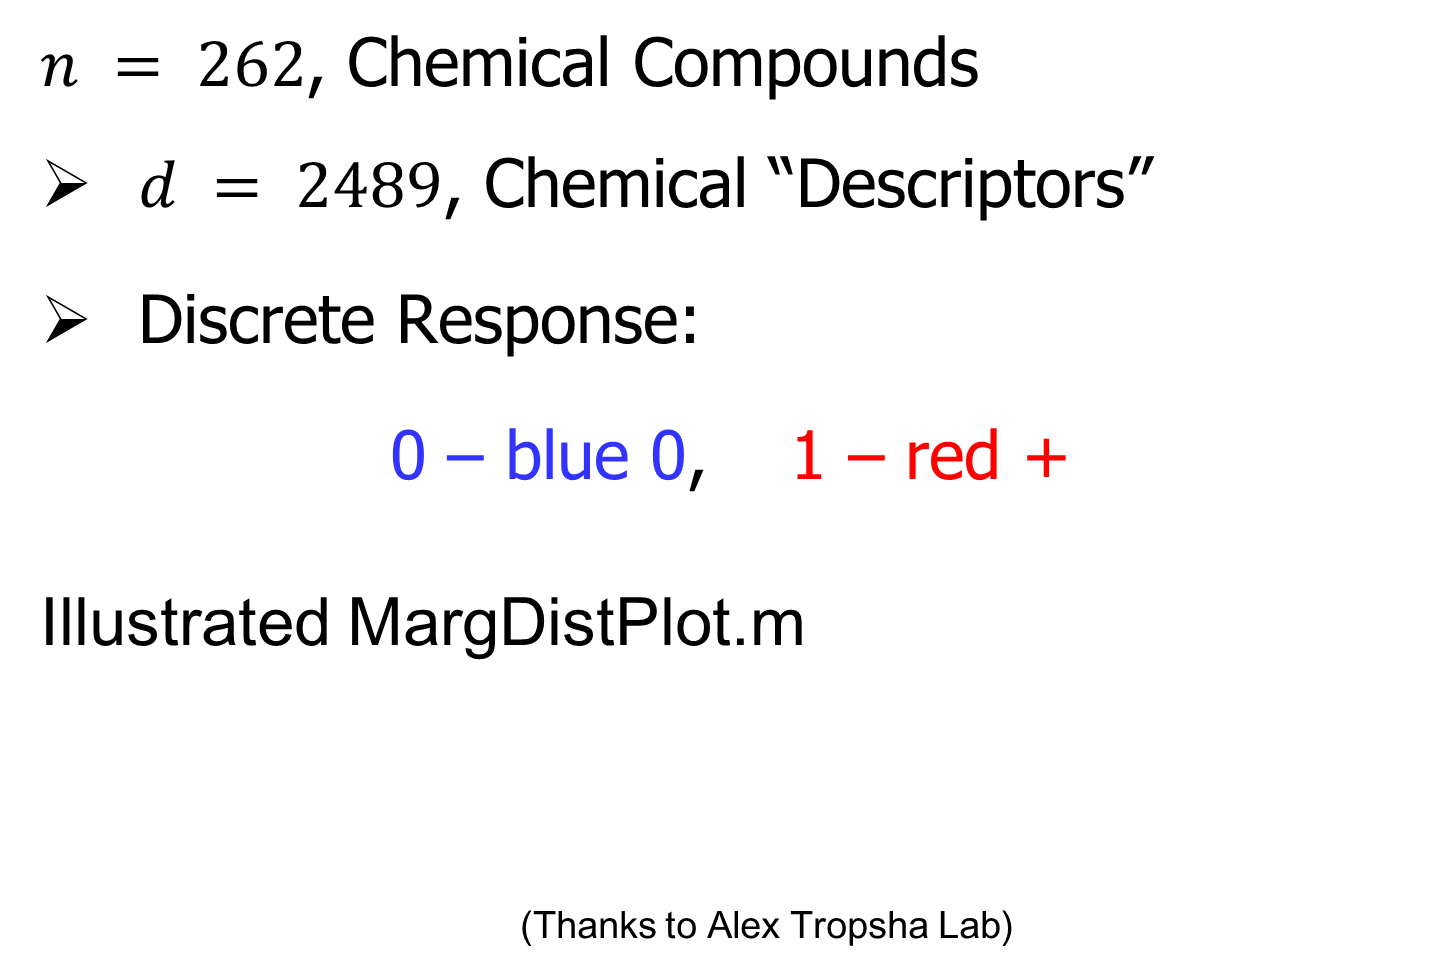 n = 262, Chemical Compounds
➢ d = 2489, Chemical “Descriptors”
➢ Discrete Response:
0 – blue 0, 1 – red +
Illustrated MargDistPlot.m
(Thanks to Alex Tropsha Lab)